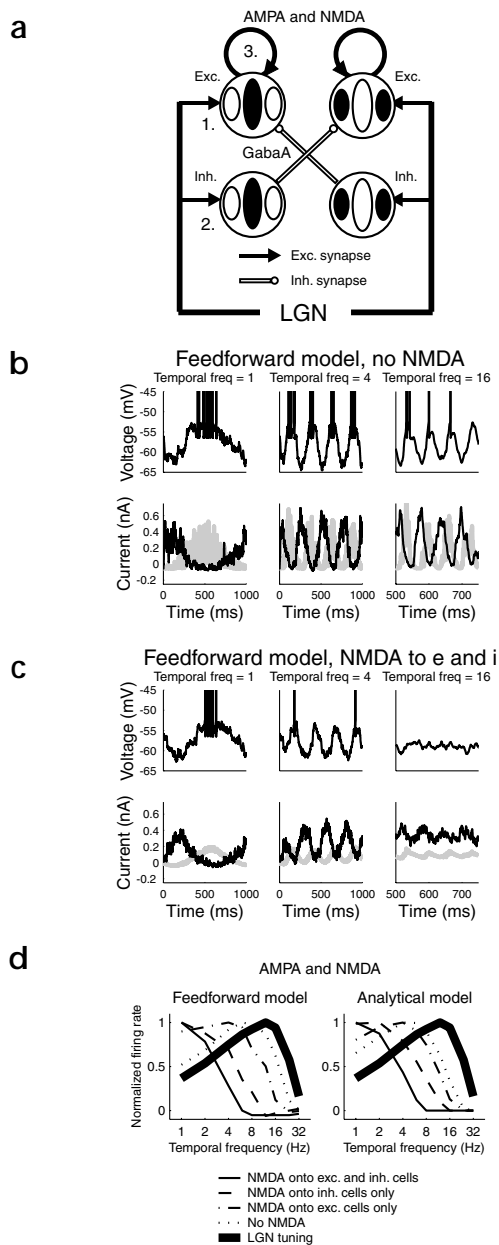 a
AMPA and NMDA
3.
Exc.
Exc.
1.
GabaA
Inh.
Inh.
2.
Exc. synapse
Inh. synapse
LGN
b
Feedforward model, no NMDA
Temporal freq = 1
Temporal freq = 4
Temporal freq = 16
Voltage (mV)
-45
-50
-55
-60
-65
Current (nA)
0.6
0.4
0.2
0
-0.2
0 1000
0 1000
500 600 700
Time (ms)
Time (ms)
Time (ms)
c
Feedforward model, NMDA to e and i
Temporal freq = 1
Temporal freq = 4
Temporal freq = 16
Voltage (mV)
-45
-55
-65
Current (nA)
0.6
0.4
0.2
0
-0.2
0 1000
0 1000
500 600 700
Time (ms)
Time (ms)
Time (ms)
d
AMPA and NMDA
Feedforward model
Analytical model
Normalized firing rate
1
0.5
0
1 2 4 8 16 32
Temporal frequency (Hz)
1
0.5
0
1 2 4 8 16 32
Temporal frequency (Hz)
NMDA onto exc. and inh. cells
NMDA onto inh. cells only
NMDA onto exc. cells only
No NMDA
LGN tuning